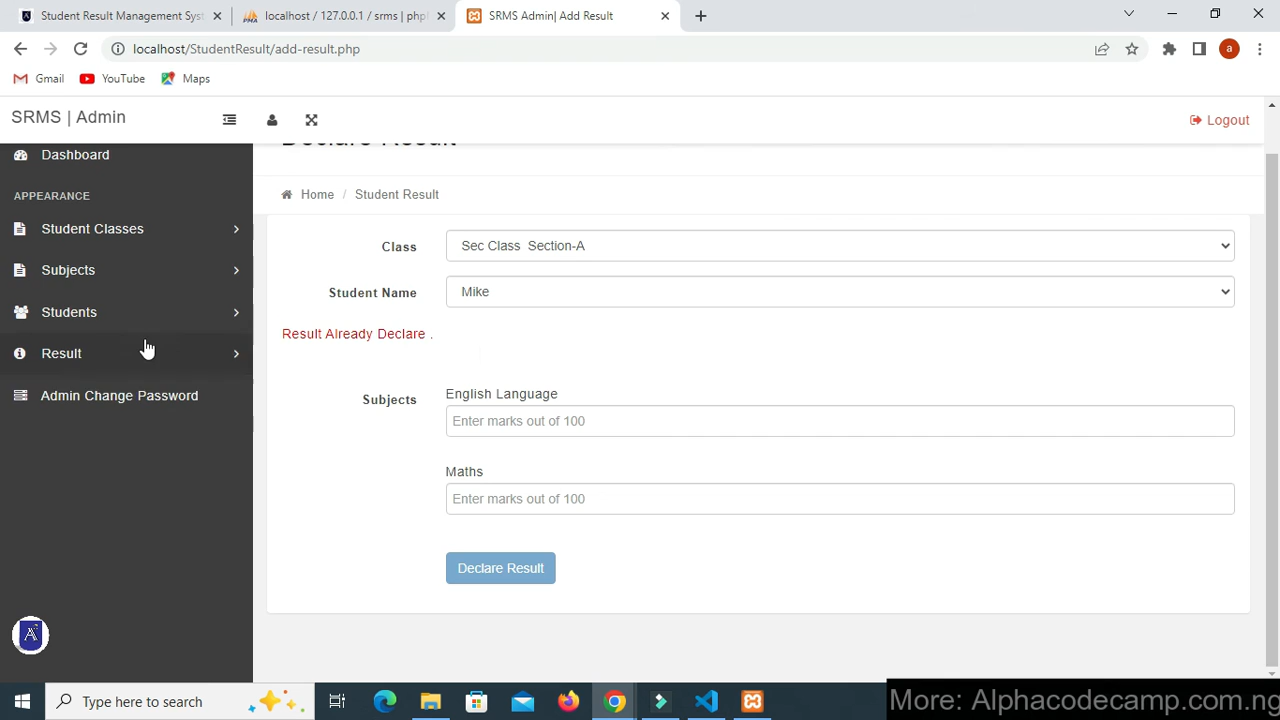 Student Result Management Syst
localhost / 127.0.0.1 / srms | php
SRMS Admin| Add Result
localhost/StudentResult/add-result.php
a
Gmail
YouTube
Maps
SRMS | Admin
Logout
Declare Result
Dashboard
Home / Student Result
APPEARANCE
Student Classes
Class
Sec Class Section-A
Subjects
Student Name
Mike
Students
Result Already Declare .
Result
Admin Change Password
Subjects
English Language
Enter marks out of 100
Maths
Enter marks out of 100
Declare Result
A
Type here to search
More: Alphacodecamp.com.ng